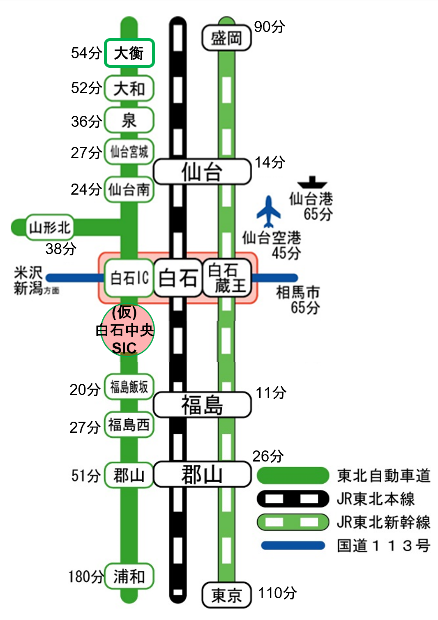 90分
盛岡
54分 大衡
52分 大和
36分 泉
27分 仙台宮城
14分
仙台
24分 仙台南
仙台港
65分
山形北
38分
仙台空港
45分
米沢
新潟方面
白石IC
白石
白石
蔵王
相馬市
65分
(仮)
白石中央
SIC
20分 福島飯坂
11分
福島
27分 福島西
26分
51分 郡山
郡山
東北自動車道
JR東北本線
JR東北新幹線
国道113号
180分 浦和
東京 110分